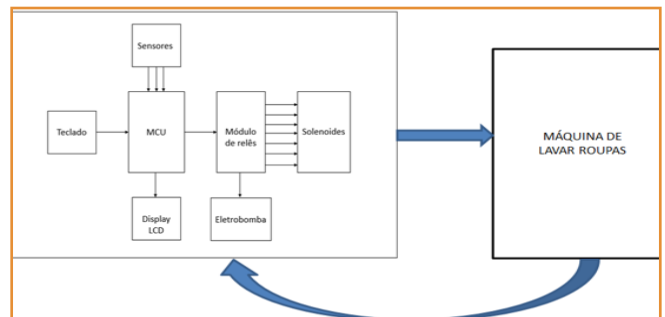 Sensores
Teclado
MCU
Módulo
de relês
Solenoides
Display
LCD
Eletrobomba
MÁQUINA DE
LAVAR ROUPAS